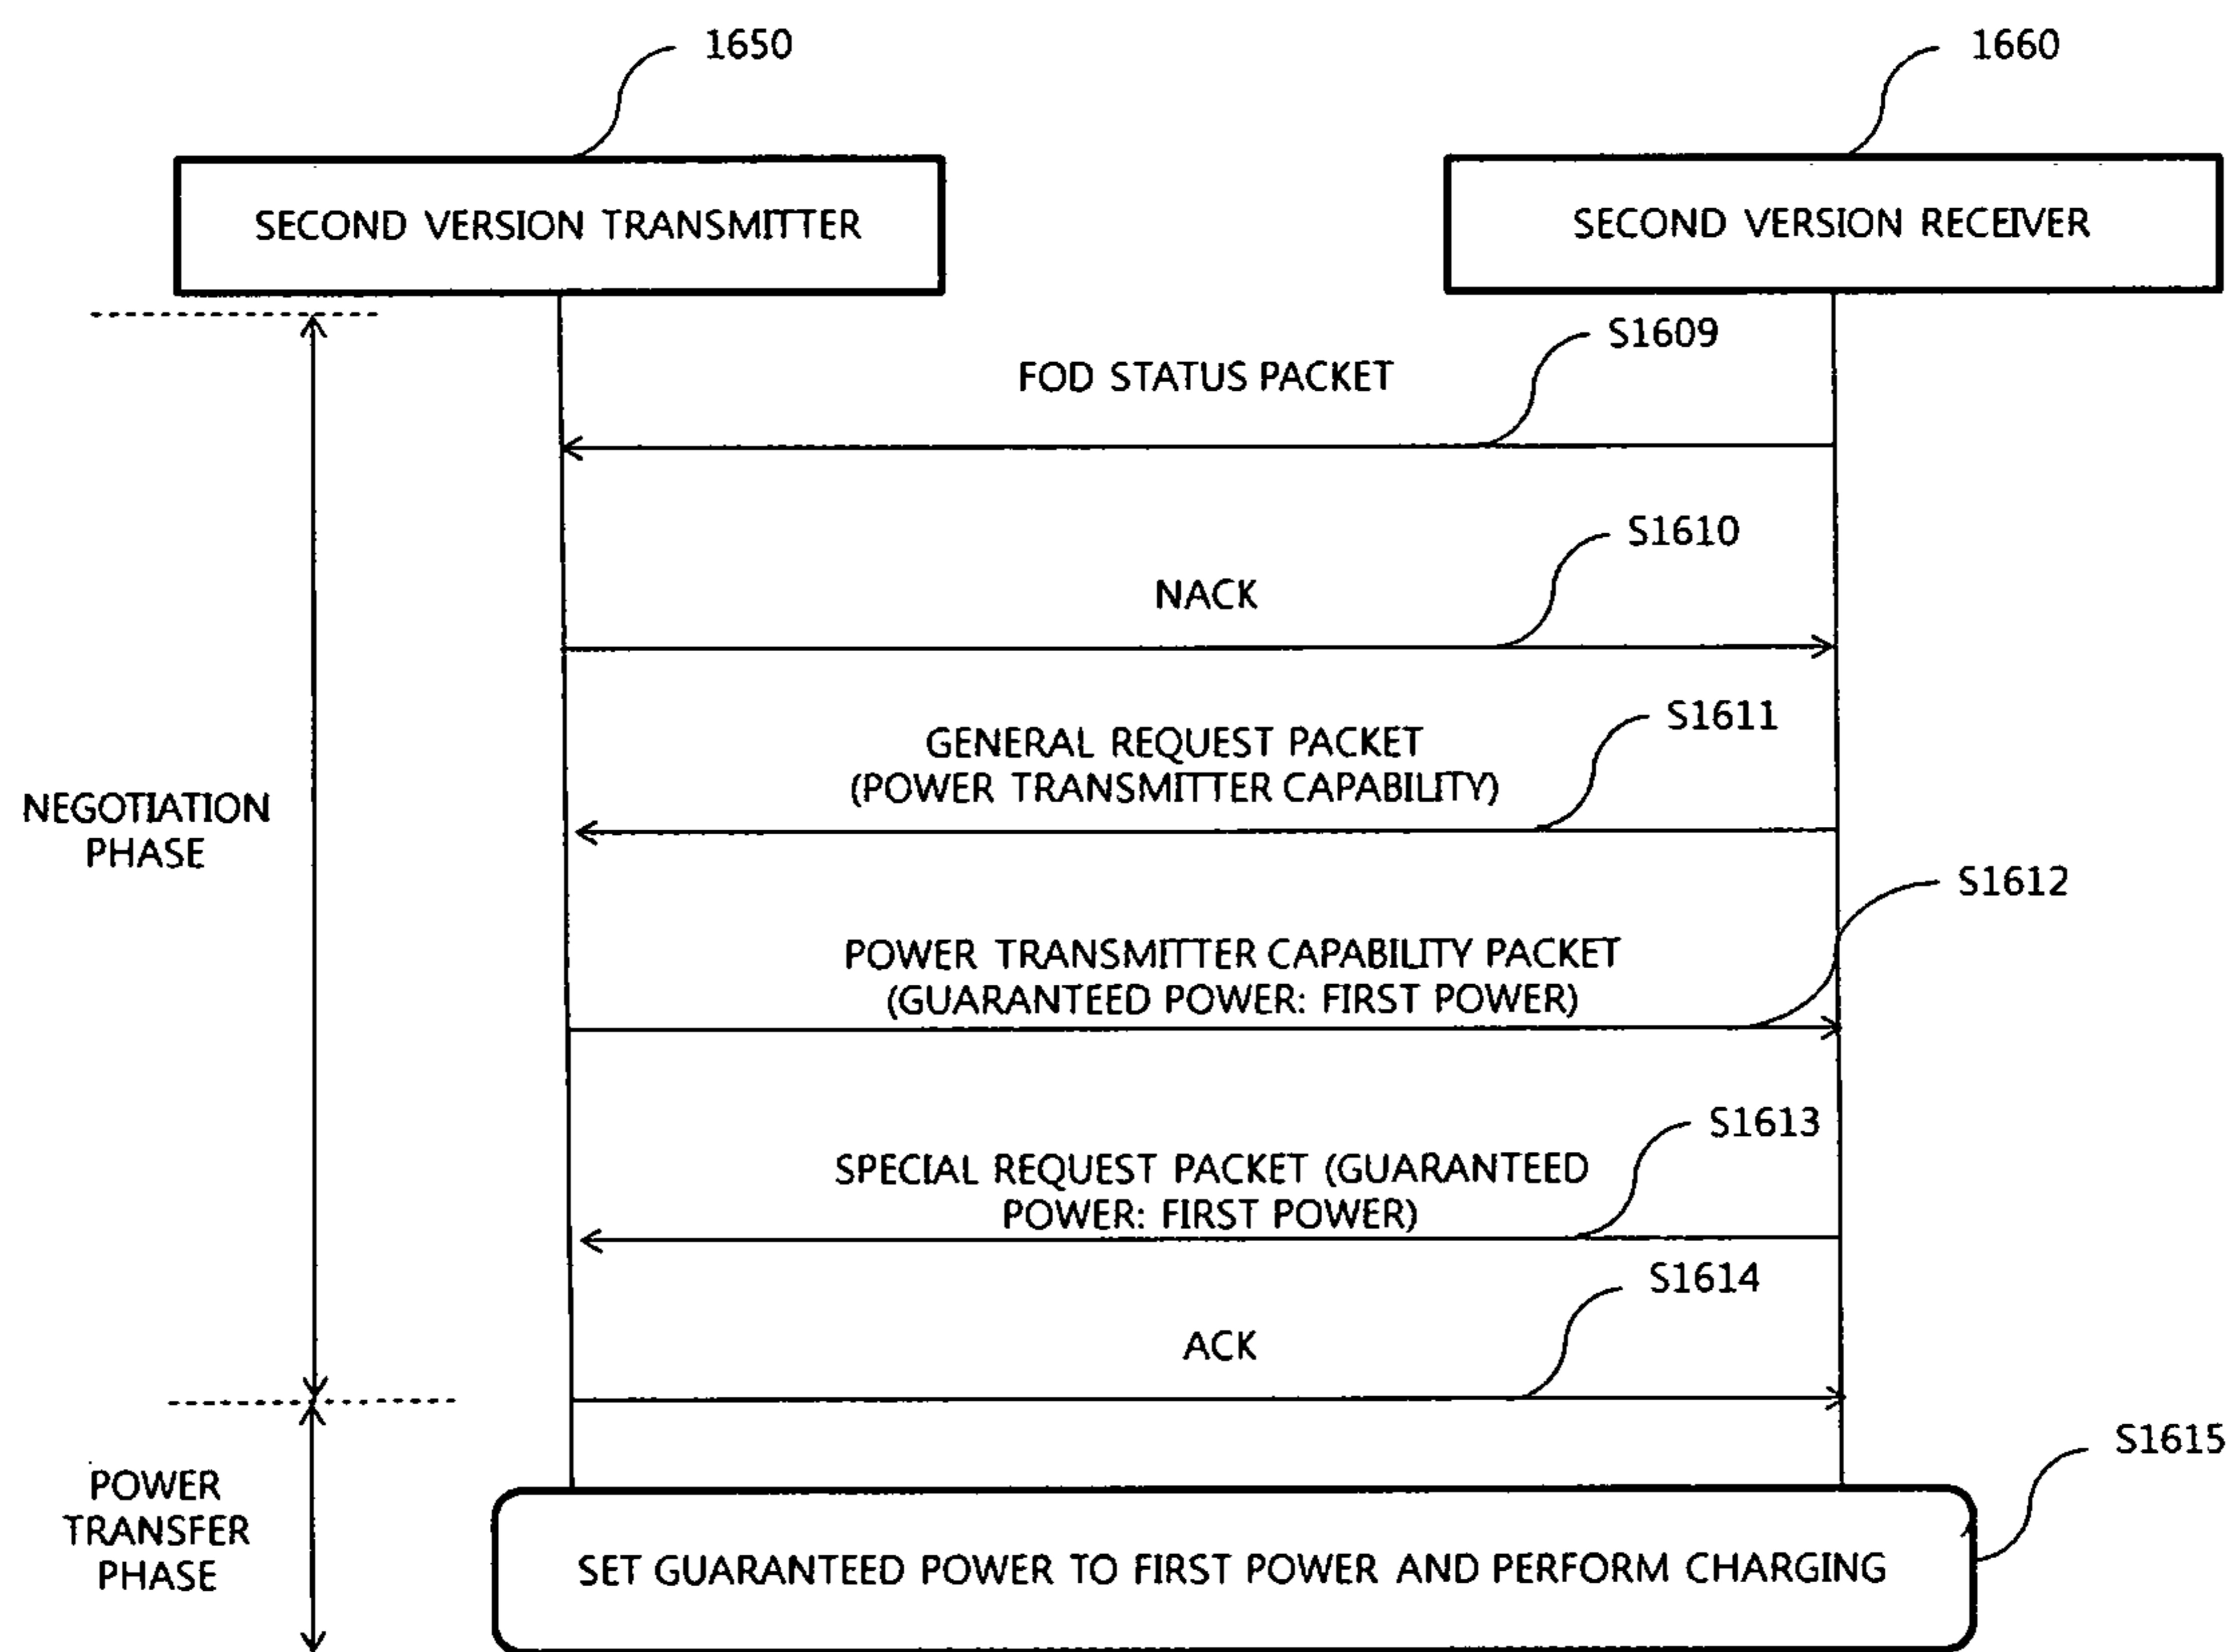 1650
1660
SECOND VERSION TRANSMITTER
SECOND VERSION RECEIVER
S1609
FOD STATUS PACKET
S1610
NACK
S1611
GENERAL REQUEST PACKET
(POWER TRANSMITTER CAPABILITY)
NEGOTIATION
PHASE
S1612
POWER TRANSMITTER CAPABILITY PACKET
(GUARANTEED POWER: FIRST POWER)
S1613
SPECIAL REQUEST PACKET (GUARANTEED
POWER: FIRST POWER)
S1614
ACK
S1615
POWER
TRANSFER
PHASE
SET GUARANTEED POWER TO FIRST POWER AND PERFORM CHARGING